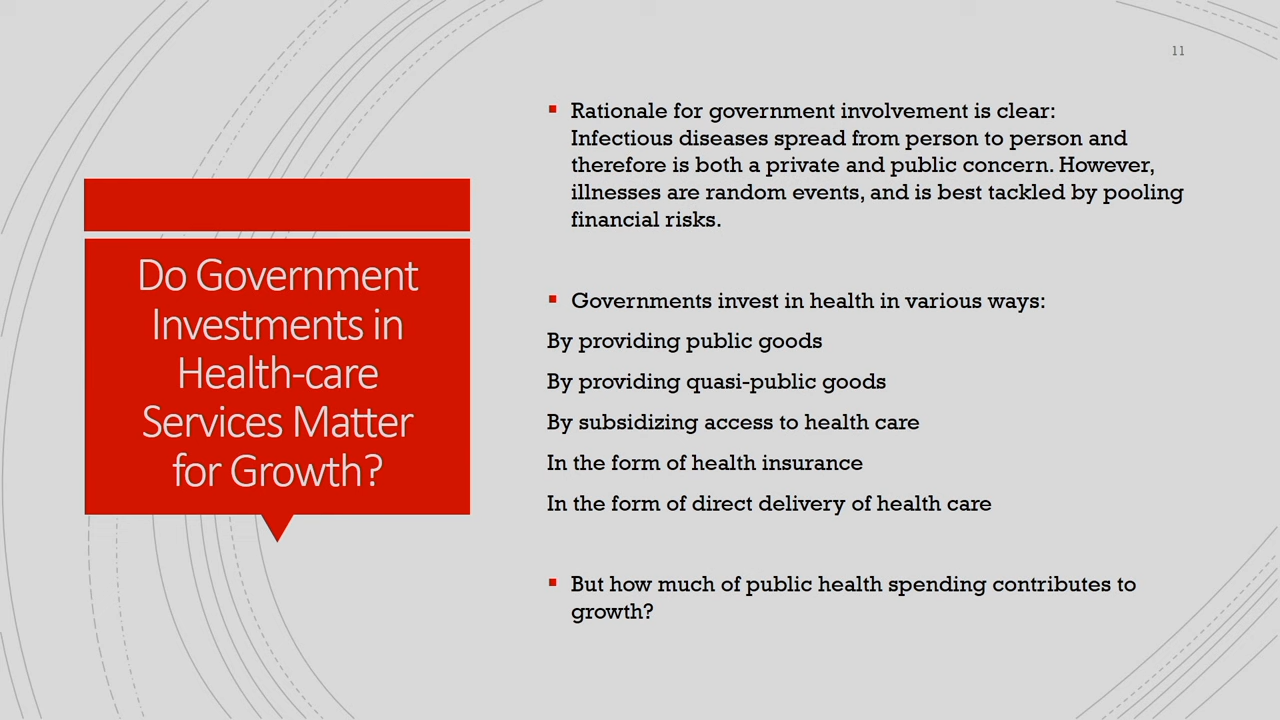 11
Do Government
Investments in
Health-care
Services Matter
for Growth?
Rationale for government involvement is clear:
Infectious diseases spread from person to person and
therefore is both a private and public concern. However,
illnesses are random events, and is best tackled by pooling
financial risks.
Governments invest in health in various ways:
By providing public goods
By providing quasi-public goods
By subsidizing access to health care
In the form of health insurance
In the form of direct delivery of health care
But how much of public health spending contributes to
growth?